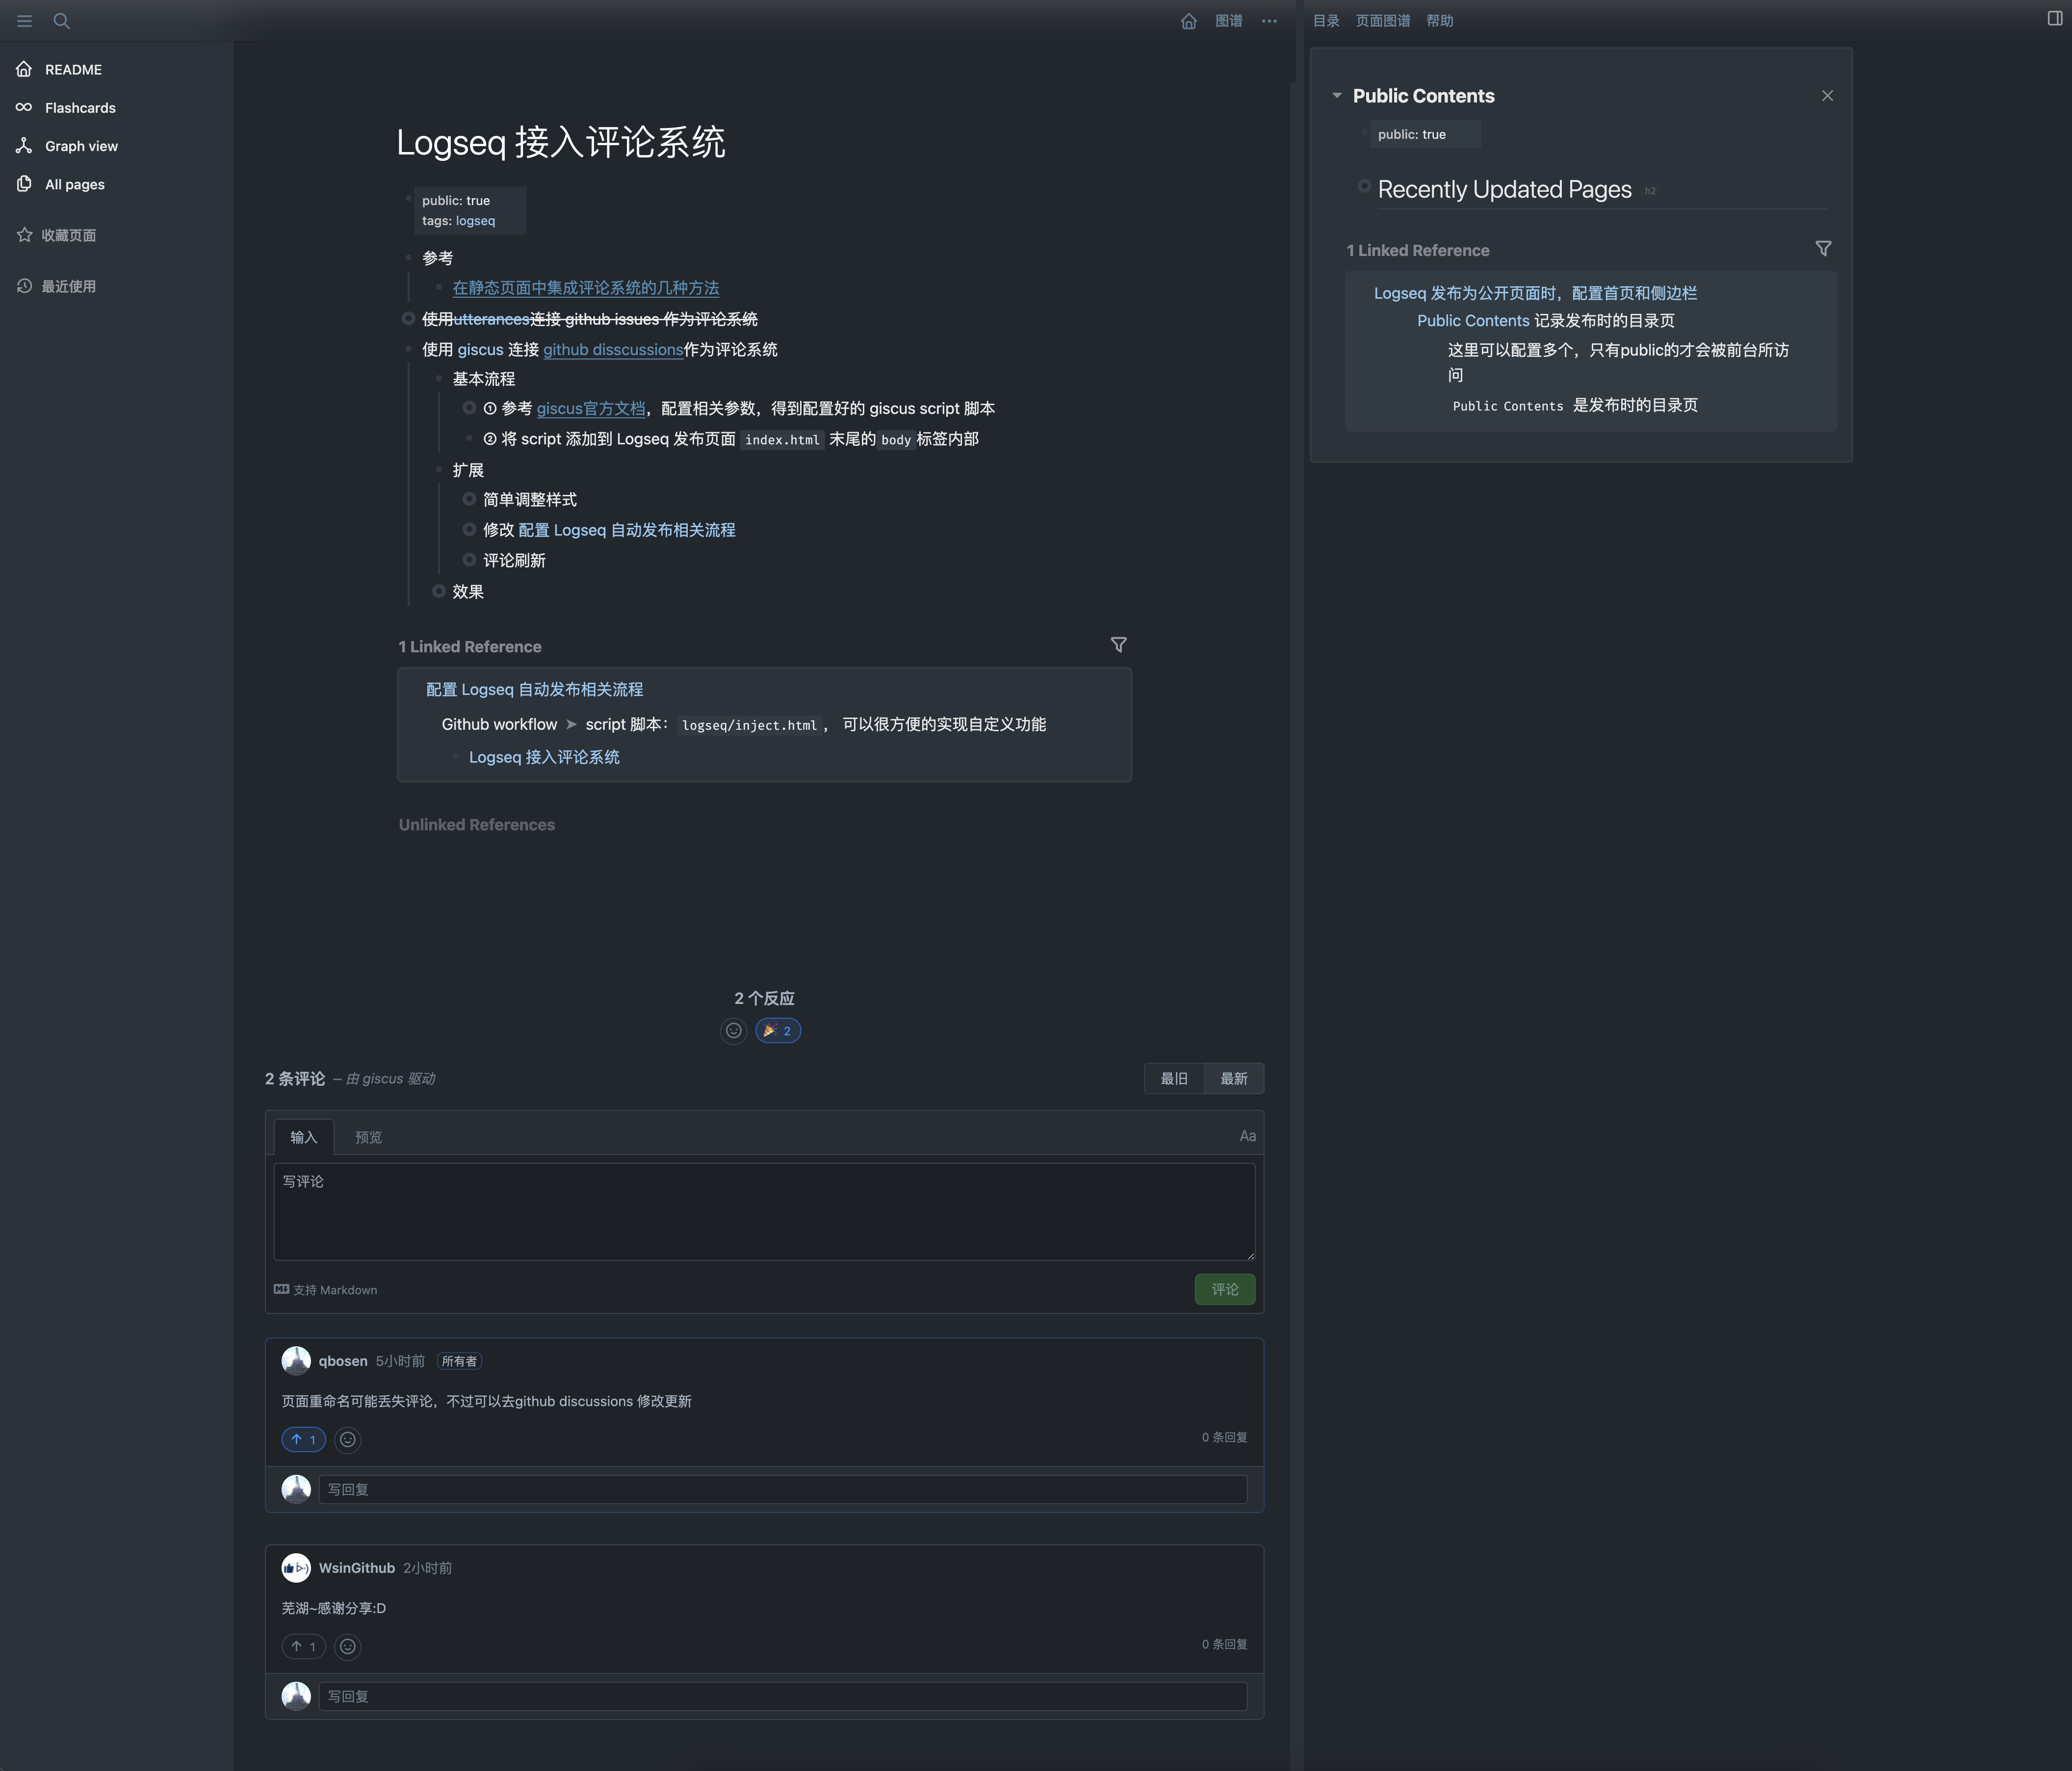 图谱
目录 页面图谱 帮助
README
Flashcards
Graph view
All pages
收藏页面
最近使用
Logseq 接入评论系统
public: true
tags: logseq
参考
在静态页面中集成评论系统的几种方法
使用utterances连接 github issues 作为评论系统
使用 giscus 连接 github disscussions作为评论系统
基本流程
① 参考 giscus官方文档，配置相关参数，得到配置好的 giscus script 脚本
② 将 script 添加到 Logseq 发布页面 index.html 末尾的 body 标签内部
扩展
简单调整样式
修改 配置 Logseq 自动发布相关流程
评论刷新
效果
1 Linked Reference
配置 Logseq 自动发布相关流程
Github workflow ➤ script 脚本： logseq/inject.html ， 可以很方便的实现自定义功能
Logseq 接入评论系统
Unlinked References
2 个反应
🎉 2
2 条评论 – 由 giscus 驱动
最旧 最新
输入 预览 Aa
写评论
支持 Markdown
评论
qbosen 5小时前 所有者
页面重命名可能丢失评论，不过可以去github discussions 修改更新
↑ 1
0 条回复
写回复
WsinGithub 2小时前
芜湖~感谢分享:D
↑ 1
0 条回复
写回复
Public Contents
public: true
Recently Updated Pages h2
1 Linked Reference
Logseq 发布为公开页面时，配置首页和侧边栏
Public Contents 记录发布时的目录页
这里可以配置多个，只有public的才会被前台所访
问
Public Contents 是发布时的目录页